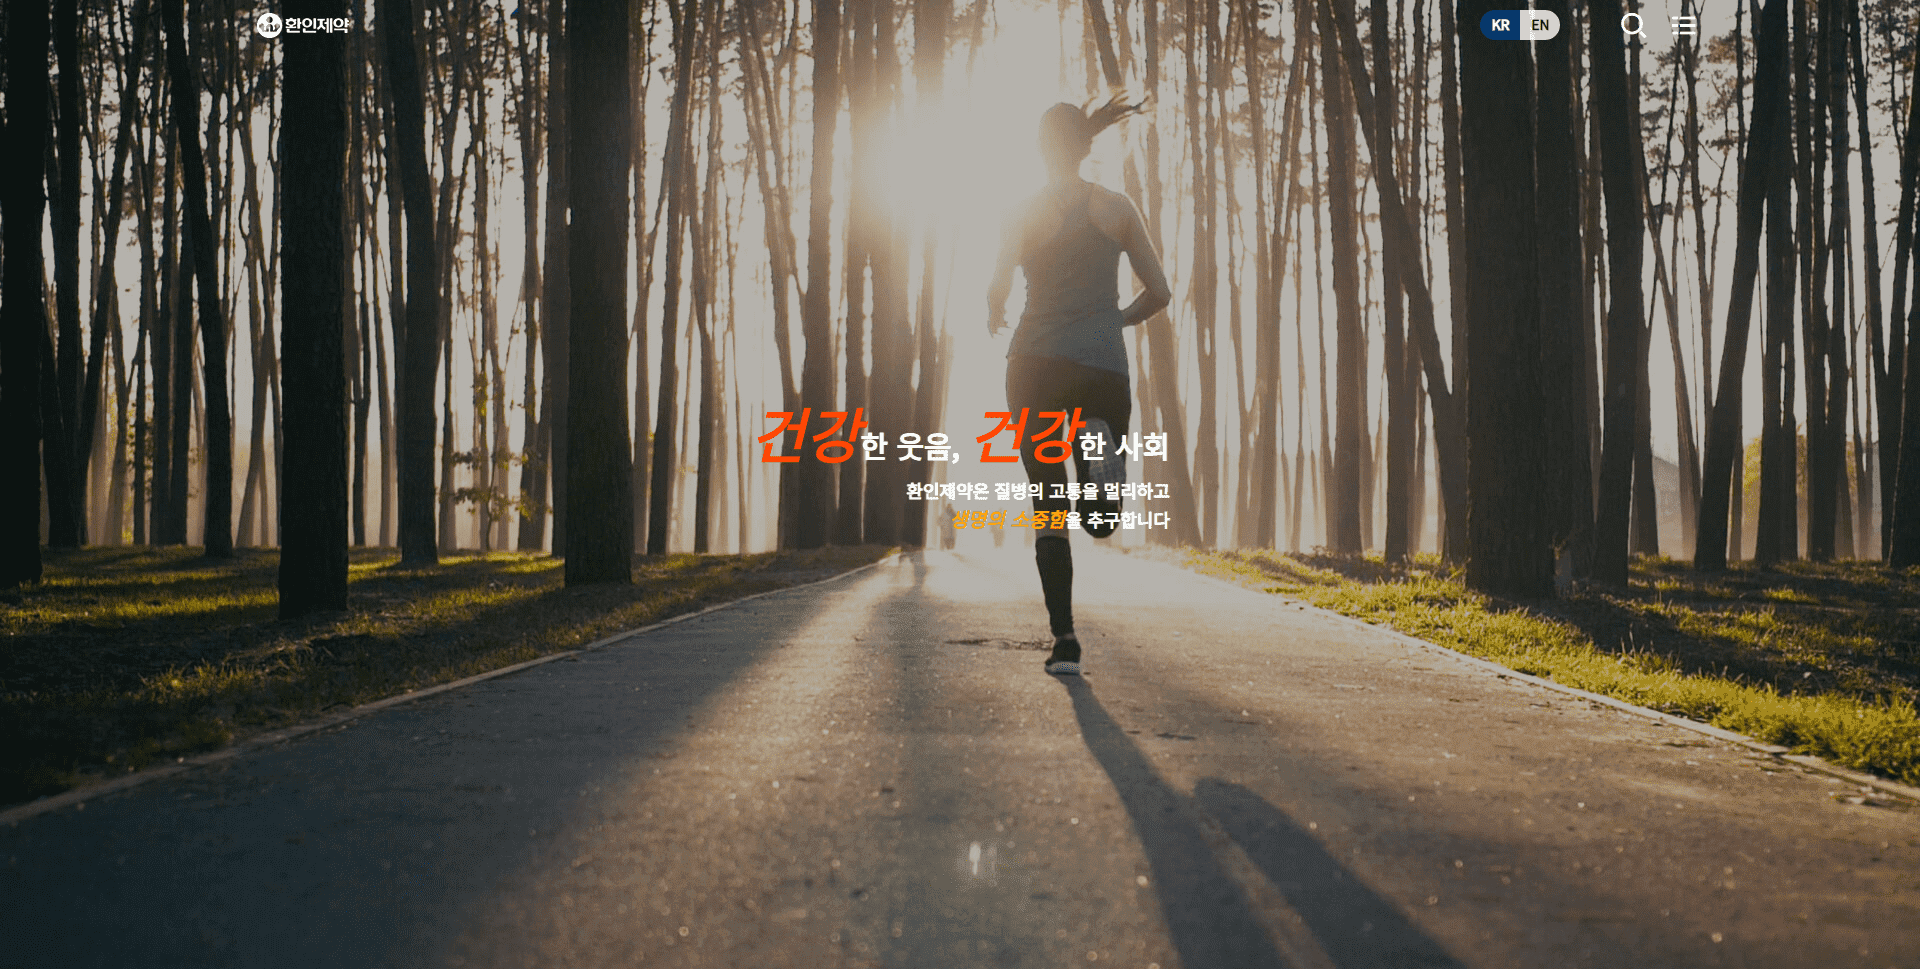 환인제약
KR EN
건강한 웃음, 건강한 사회
환인제약은 질병의 고통을 멀리하고
생명의 소중함을 추구합니다